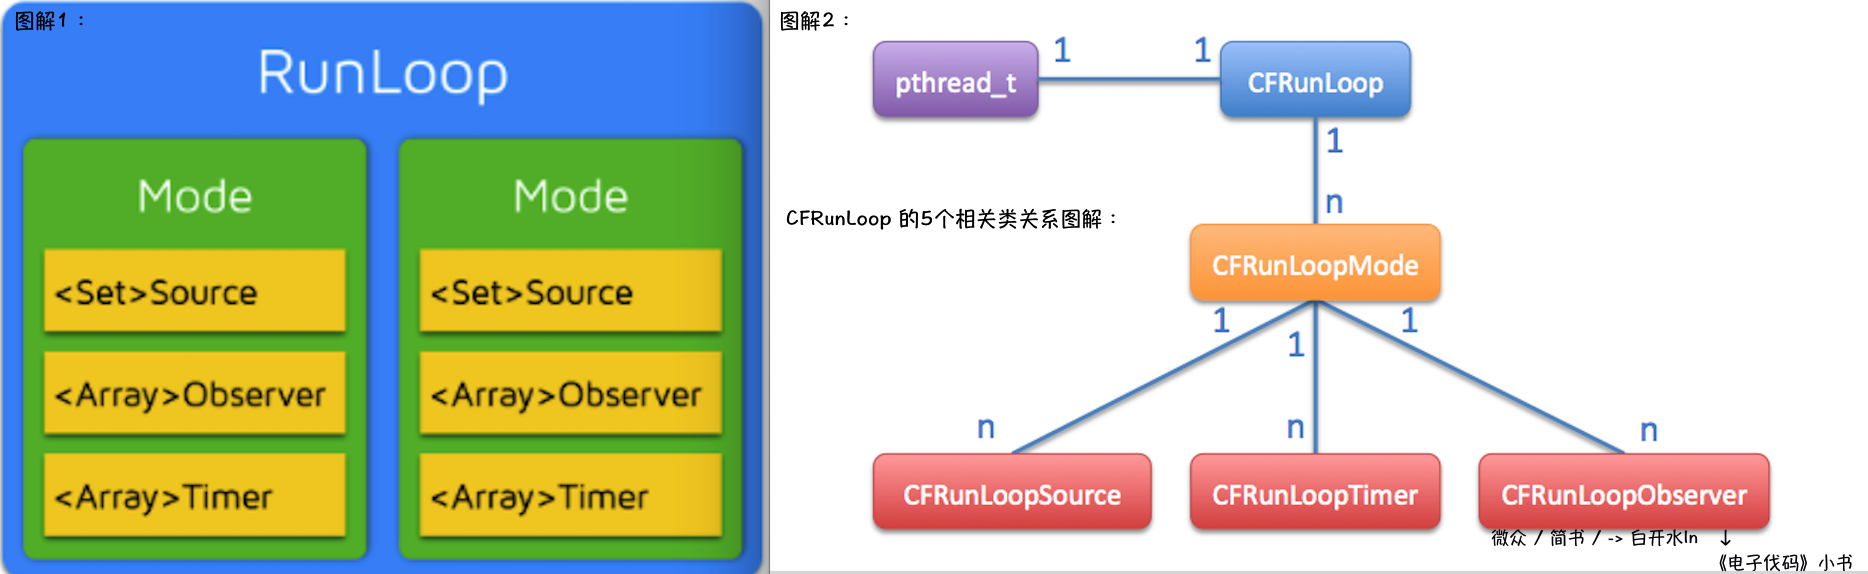 图解1：
RunLoop
Mode
<Set>Source
<Array>Observer
<Array>Timer
Mode
<Set>Source
<Array>Observer
<Array>Timer
图解2：
pthread_t
1
1
CFRunLoop
1
n
CFRunLoop 的5个相关类关系图解：
CFRunLoopMode
1
1
1
n
n
n
CFRunLoopSource
CFRunLoopTimer
CFRunLoopObserver
微众 / 简书 / -> 白开水ln ↓
《电子代码》小书